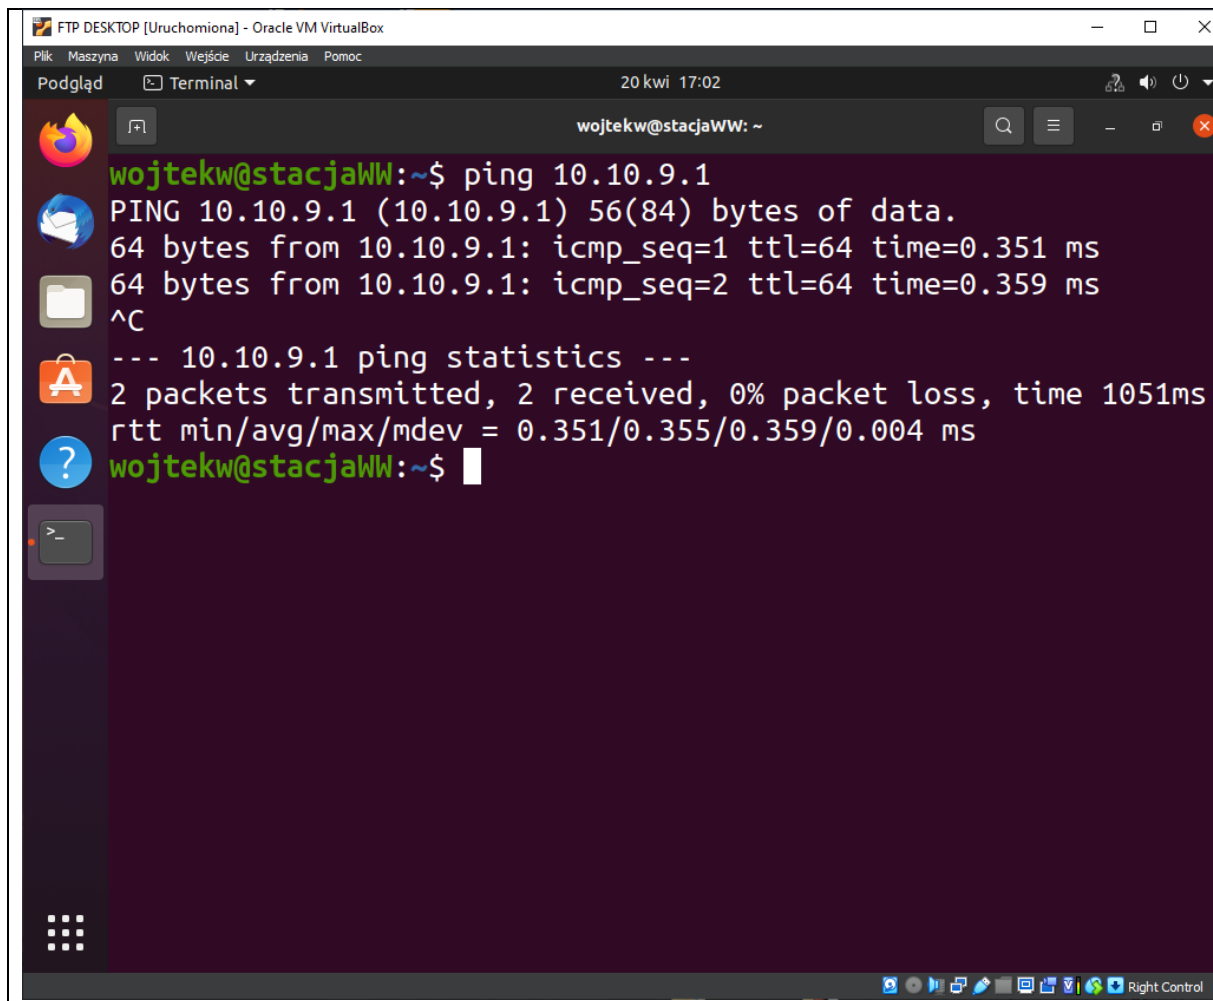 FTP DESKTOP [Uruchomiona] - Oracle VM VirtualBox
Plik Maszyna Widok Wejście Urządzenia Pomoc
Podgląd Terminal 20 kwi 17:02
wojtekw@stacjaWW: ~
wojtekw@stacjaWW:~$ ping 10.10.9.1
PING 10.10.9.1 (10.10.9.1) 56(84) bytes of data.
64 bytes from 10.10.9.1: icmp_seq=1 ttl=64 time=0.351 ms
64 bytes from 10.10.9.1: icmp_seq=2 ttl=64 time=0.359 ms
^C
--- 10.10.9.1 ping statistics ---
2 packets transmitted, 2 received, 0% packet loss, time 1051ms
rtt min/avg/max/mdev = 0.351/0.355/0.359/0.004 ms
wojtekw@stacjaWW:~$
Right Control